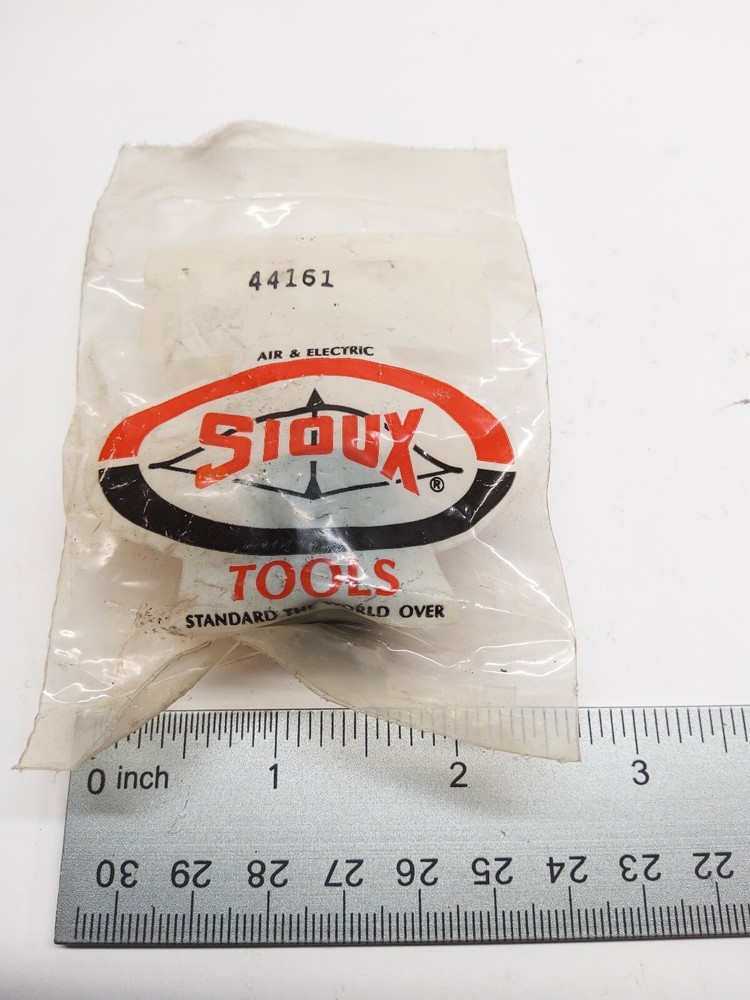 44161
AIR & ELECTRIC
SIOUX ®
TOOLS
STANDARD THE WORLD OVER
0 inch 1 2 3
30 29 28 27 26 25 24 23 22